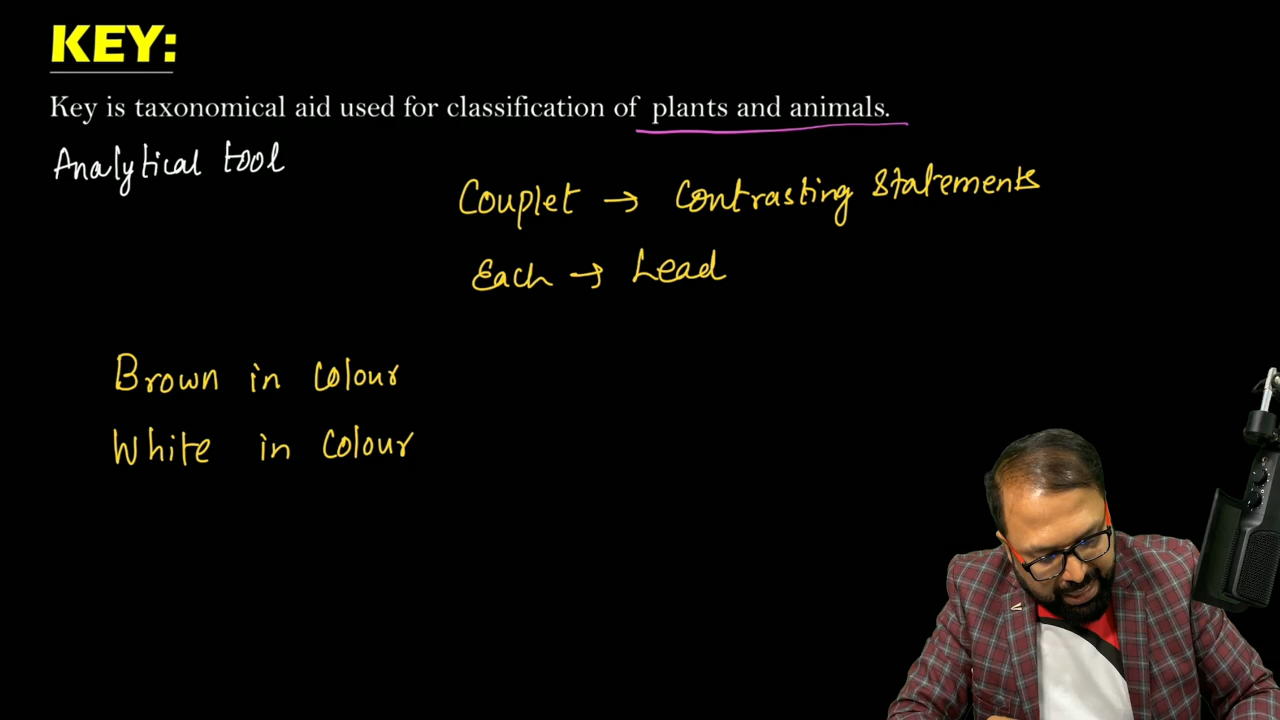 KEY:
Key is taxonomical aid used for classification of plants and animals.
Analytical tool
Couplet → Contrasting Statements
Each → Lead
Brown in colour
White in colour